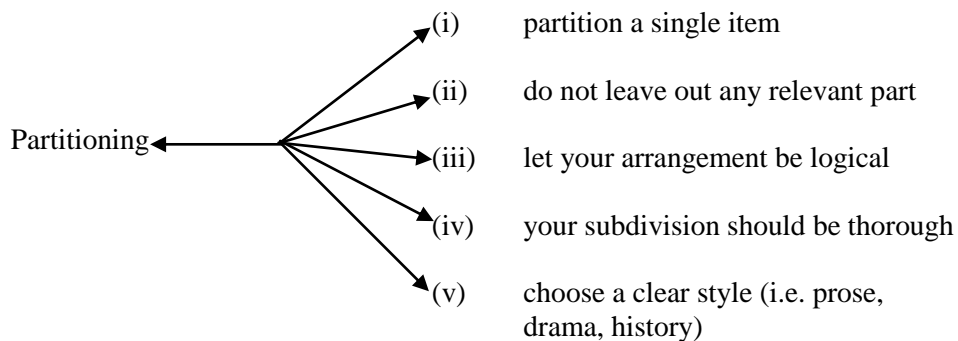 (i) partition a single item
(ii) do not leave out any relevant part
Partitioning
(iii) let your arrangement be logical
(iv) your subdivision should be thorough
(v) choose a clear style (i.e. prose,
drama, history)